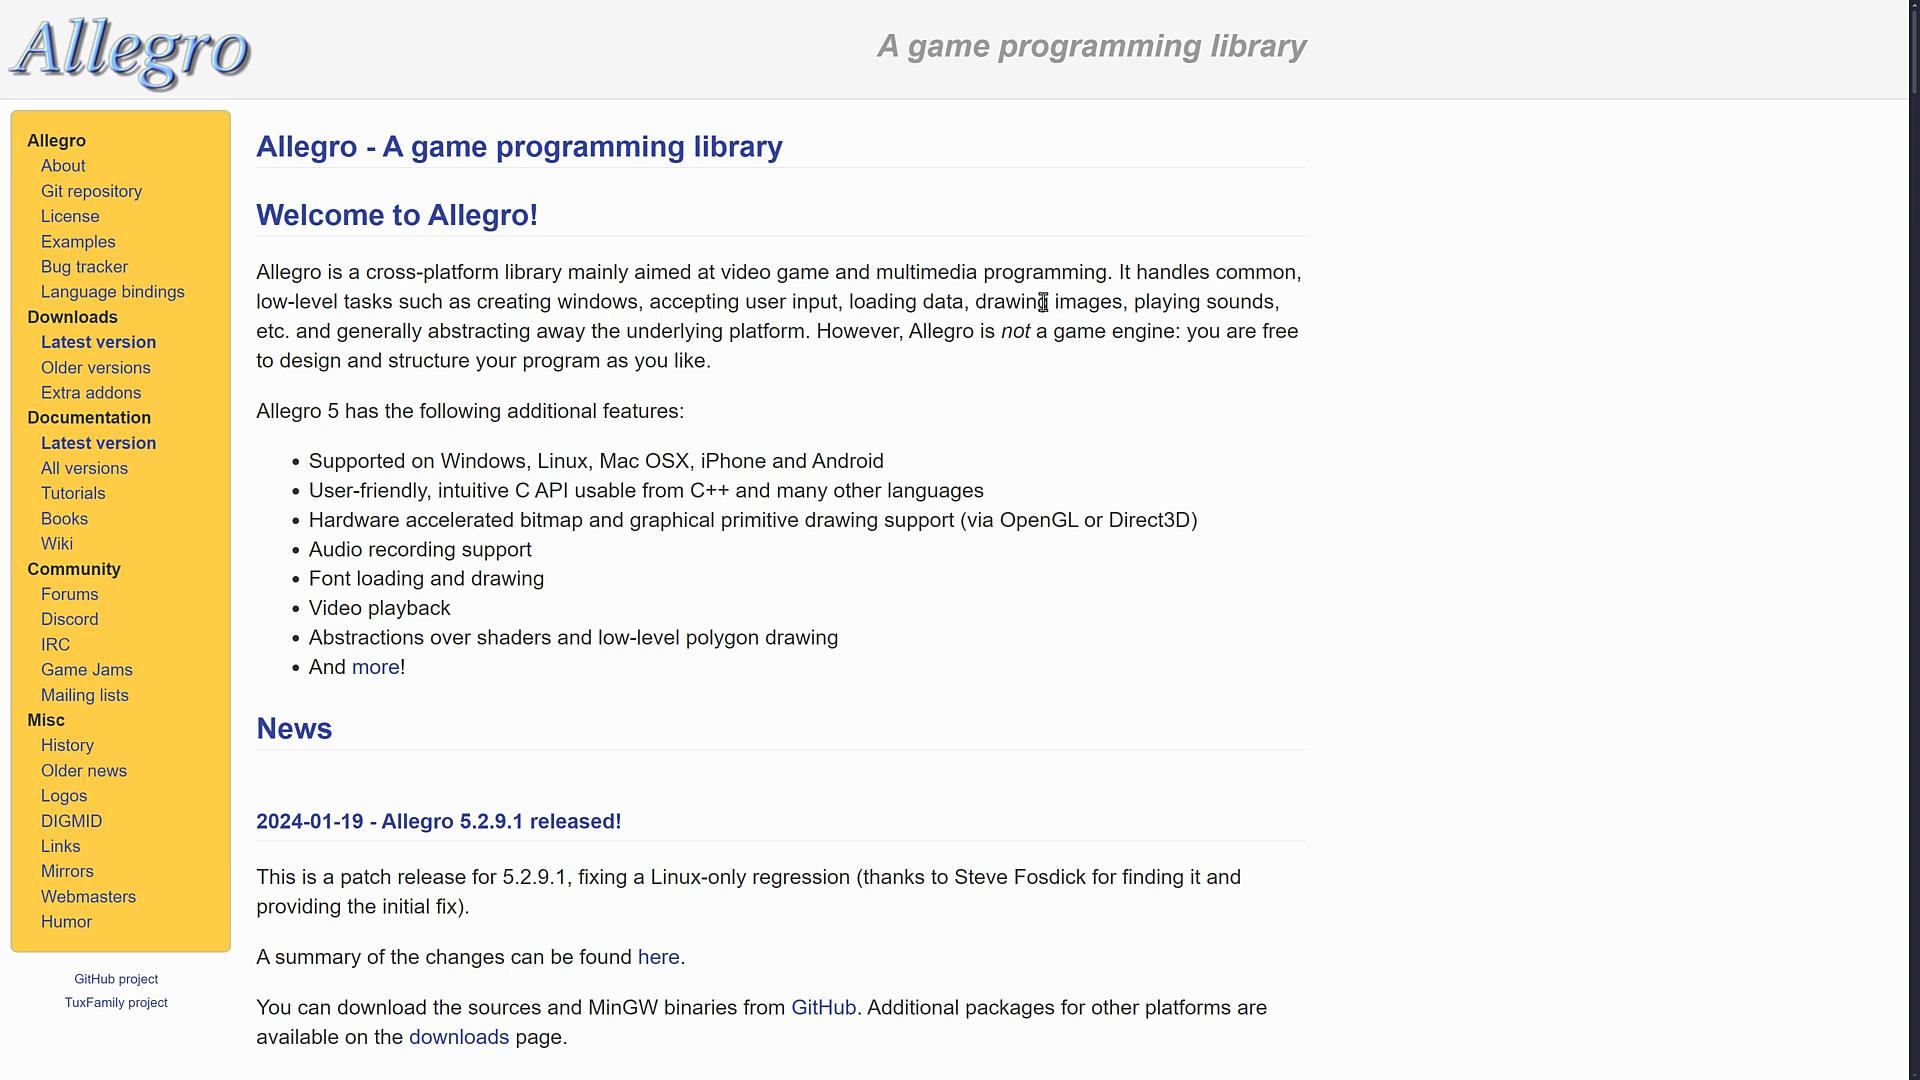 Allegro
A game programming library
Allegro
About
Git repository
License
Examples
Bug tracker
Language bindings
Downloads
Latest version
Older versions
Extra addons
Documentation
Latest version
All versions
Tutorials
Books
Wiki
Community
Forums
Discord
IRC
Game Jams
Mailing lists
Misc
History
Older news
Logos
DIGMID
Links
Mirrors
Webmasters
Humor
GitHub project
TuxFamily project
Allegro - A game programming library
Welcome to Allegro!
Allegro is a cross-platform library mainly aimed at video game and multimedia programming. It handles common,
low-level tasks such as creating windows, accepting user input, loading data, drawing images, playing sounds,
etc. and generally abstracting away the underlying platform. However, Allegro is not a game engine: you are free
to design and structure your program as you like.
Allegro 5 has the following additional features:
• Supported on Windows, Linux, Mac OSX, iPhone and Android
• User-friendly, intuitive C API usable from C++ and many other languages
• Hardware accelerated bitmap and graphical primitive drawing support (via OpenGL or Direct3D)
• Audio recording support
• Font loading and drawing
• Video playback
• Abstractions over shaders and low-level polygon drawing
• And more!
News
2024-01-19 - Allegro 5.2.9.1 released!
This is a patch release for 5.2.9.1, fixing a Linux-only regression (thanks to Steve Fosdick for finding it and
providing the initial fix).
A summary of the changes can be found here.
You can download the sources and MinGW binaries from GitHub. Additional packages for other platforms are
available on the downloads page.